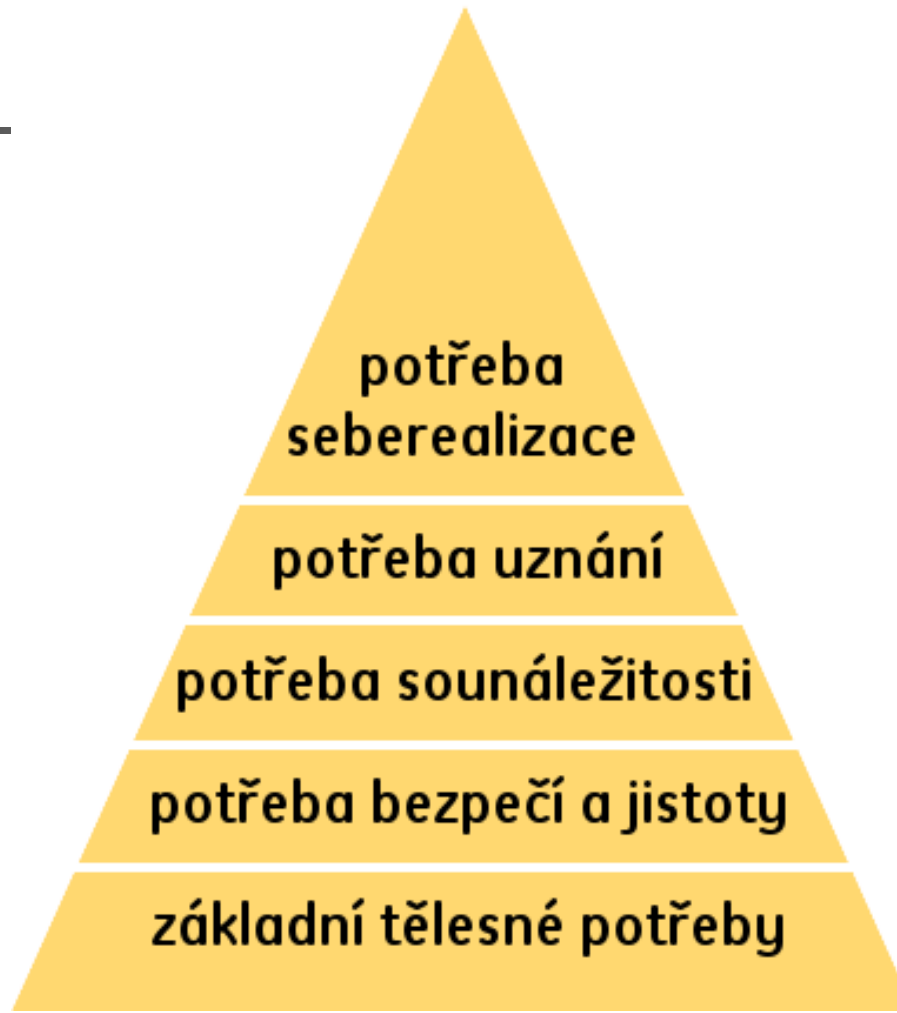 potřeba
seberealizace
potřeba uznání
potřeba sounáležitosti
potřeba bezpečí a jistoty
základní tělesné potřeby